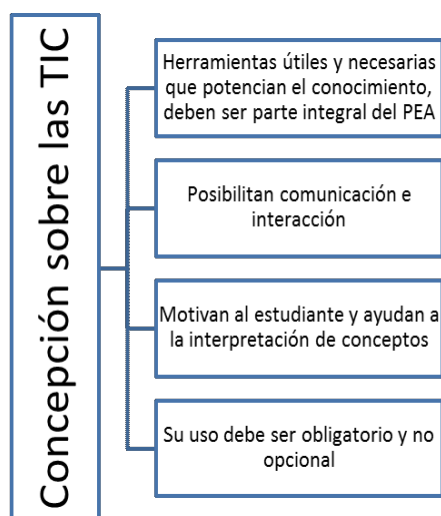 Concepción sobre las TIC
Herramientas útiles y necesarias
que potencian el conocimiento,
deben ser parte integral del PEA
Posibilitan comunicación e
interacción
Motivan al estudiante y ayudan a
la interpretación de conceptos
Su uso debe ser obligatorio y no
opcional